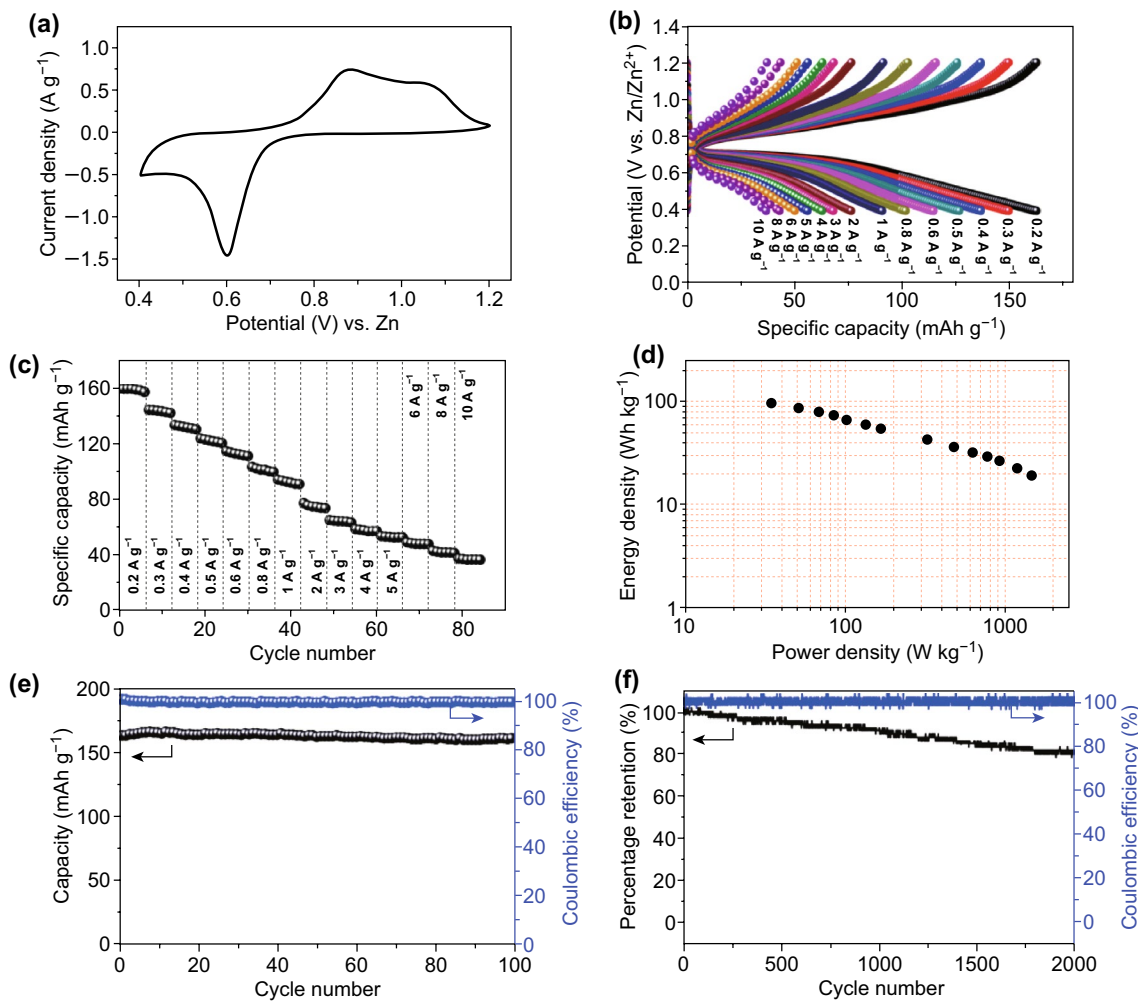 (a)
1.0
0.5
0.0
−0.5
−1.0
−1.5
Current density (A g⁻¹)
0.4 0.6 0.8 1.0 1.2
Potential (V) vs. Zn
(b)
1.4
1.2
1.0
0.8
0.6
0.4
0.2
0.0
Potential (V vs. Zn/Zn²⁺)
10 A g⁻¹
8 A g⁻¹
6 A g⁻¹
5 A g⁻¹
4 A g⁻¹
3 A g⁻¹
2 A g⁻¹
1 A g⁻¹
0.8 A g⁻¹
0.6 A g⁻¹
0.5 A g⁻¹
0.4 A g⁻¹
0.3 A g⁻¹
0.2 A g⁻¹
0 50 100 150
Specific capacity (mAh g⁻¹)
(c)
160
120
80
40
0
Specific capacity (mAh g⁻¹)
0.2 A g⁻¹
0.3 A g⁻¹
0.4 A g⁻¹
0.5 A g⁻¹
0.6 A g⁻¹
0.8 A g⁻¹
1 A g⁻¹
2 A g⁻¹
3 A g⁻¹
4 A g⁻¹
5 A g⁻¹
6 A g⁻¹
8 A g⁻¹
10 A g⁻¹
0 20 40 60 80
Cycle number
(d)
100
10
1
Energy density (Wh kg⁻¹)
10 100 1000
Power density (W kg⁻¹)
(e)
200
150
100
50
0
Capacity (mAh g⁻¹)
100
80
60
40
20
0
Coulombic efficiency (%)
0 20 40 60 80 100
Cycle number
(f)
100
80
60
40
20
0
Percentage retention (%)
100
80
60
40
20
0
Coulombic efficiency (%)
0 500 1000 1500 2000
Cycle number